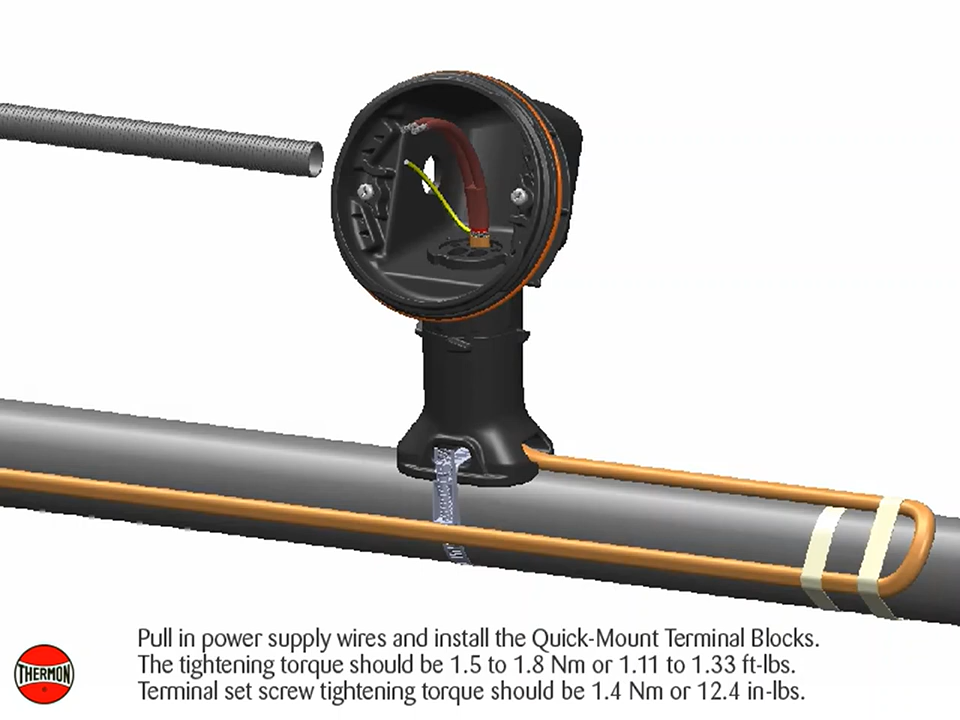 Pull in power supply wires and install the Quick-Mount Terminal Blocks.
The tightening torque should be 1.5 to 1.8 Nm or 1.11 to 1.33 ft-lbs.
THERMON
Terminal set screw tightening torque should be 1.4 Nm or 12.4 in-lbs.